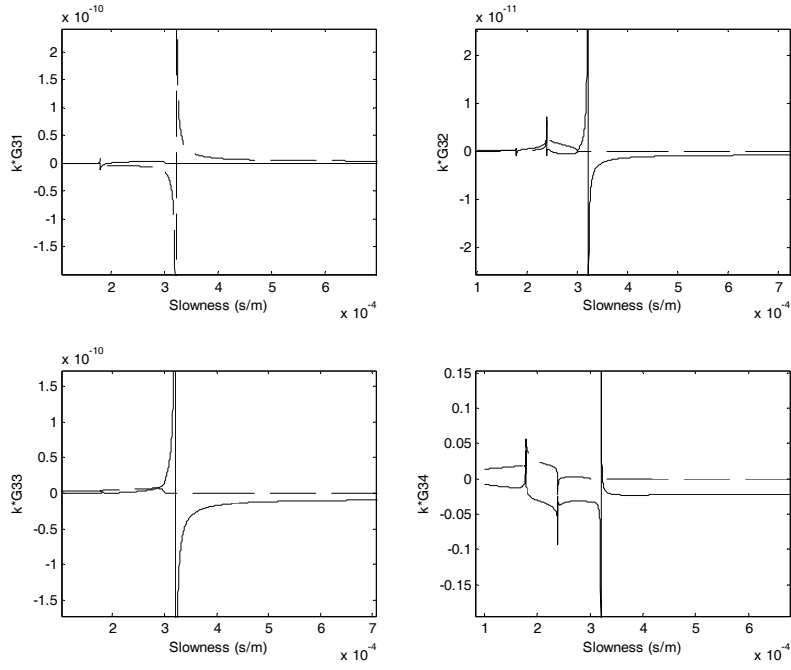 x 10-10
2
1.5
1
0.5
0
-0.5
-1
-1.5
k*G31
2 3 4 5 6 7
Slowness (s/m)
x 10-4
x 10-11
2
1
0
-1
-2
k*G32
1 2 3 4 5 6 7
Slowness (s/m)
x 10-4
x 10-10
1.5
1
0.5
0
-0.5
-1
-1.5
k*G33
2 3 4 5 6 7
Slowness (s/m)
x 10-4
0.15
0.1
0.05
0
-0.05
-0.1
-0.15
k*G34
1 2 3 4 5 6
Slowness (s/m)
x 10-4